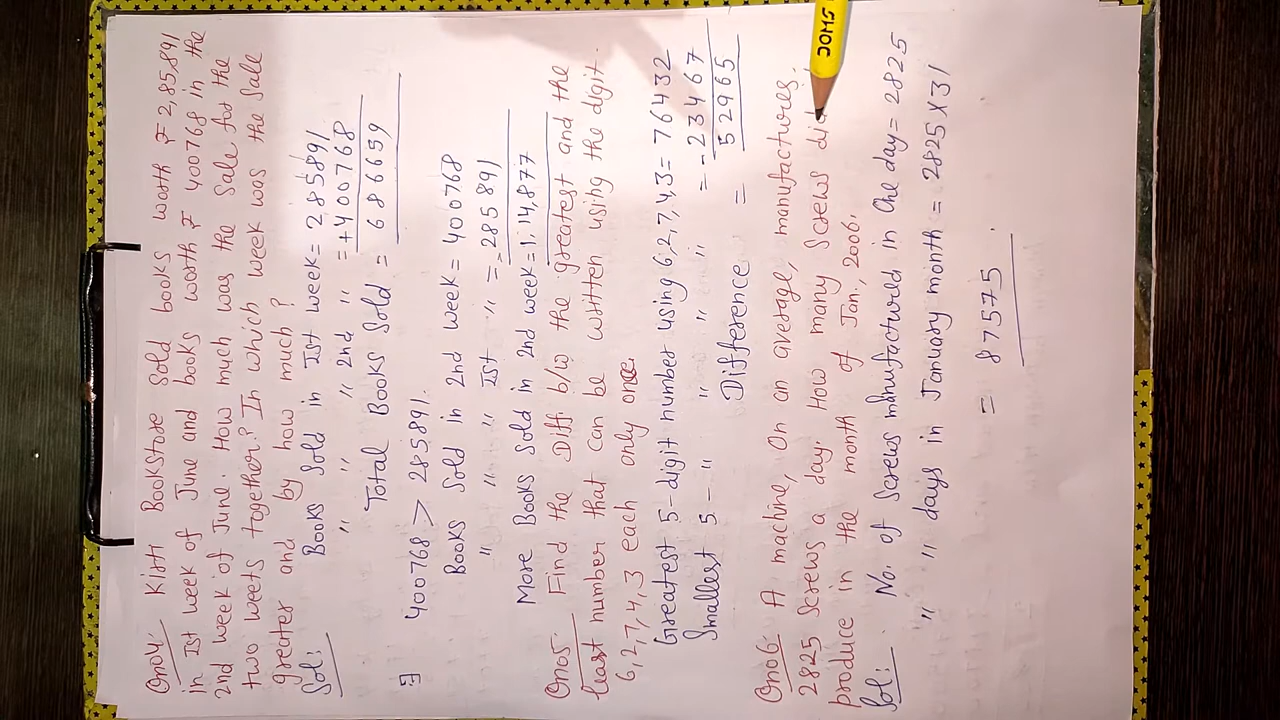 Qno4 Kirti Bookstore Sold books worth ₹ 2,85,891
in Ist week of June and books worth ₹ 400768 in the
2nd week of June. How much was the Sale for the
two weets together? In which week was the Sale
greater and by how much?
Sol: Books Sold in Ist week = 285891
" " " 2nd " = +400768
Total Books Sold = 686659
400768 > 285891.
Books Sold in 2nd week = 400768
" " " Ist " = - 285891
More Books Sold in 2nd week = 1,14,877
Qno5 Find the Diff. b/w the greatest and the
least number that can be written using the digit.
6,2,7,4,3 each only once.
Greatest 5-digit number using 6,2,7,4,3 = 76432
Smallest 5 - " " " " " = - 23467
Difference = 52965
Qno6 A machine, On an average, manufactures.
2825 Screws a day. How many Screws did
produce in the month of Jan, 2006.
Sol: No. of Screws manufactured in One day = 2825
" " days in January month = 2825 X 31
= 87575
DOMS